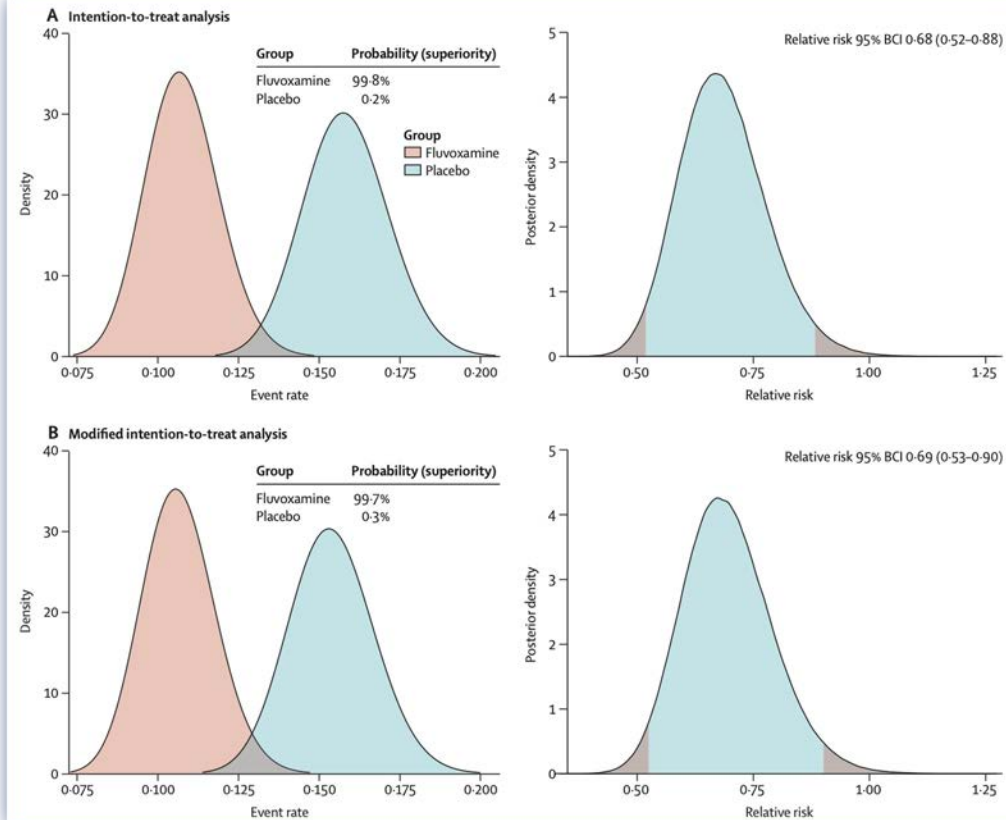 A Intention-to-treat analysis
40
30
20
10
0
Density
Group Probability (superiority)
Fluvoxamine 99·8%
Placebo 0·2%
Group
Fluvoxamine
Placebo
0·075 0·100 0·125 0·150 0·175 0·200
Event rate
Relative risk 95% BCI 0·68 (0·52–0·88)
5
4
3
2
1
0
Posterior density
0·50 0·75 1·00 1·25
Relative risk
B Modified intention-to-treat analysis
40
30
20
10
0
Density
Group Probability (superiority)
Fluvoxamine 99·7%
Placebo 0·3%
0·075 0·100 0·125 0·150 0·175 0·200
Event rate
Relative risk 95% BCI 0·69 (0·53–0·90)
5
4
3
2
1
0
Posterior density
0·50 0·75 1·00 1·25
Relative risk